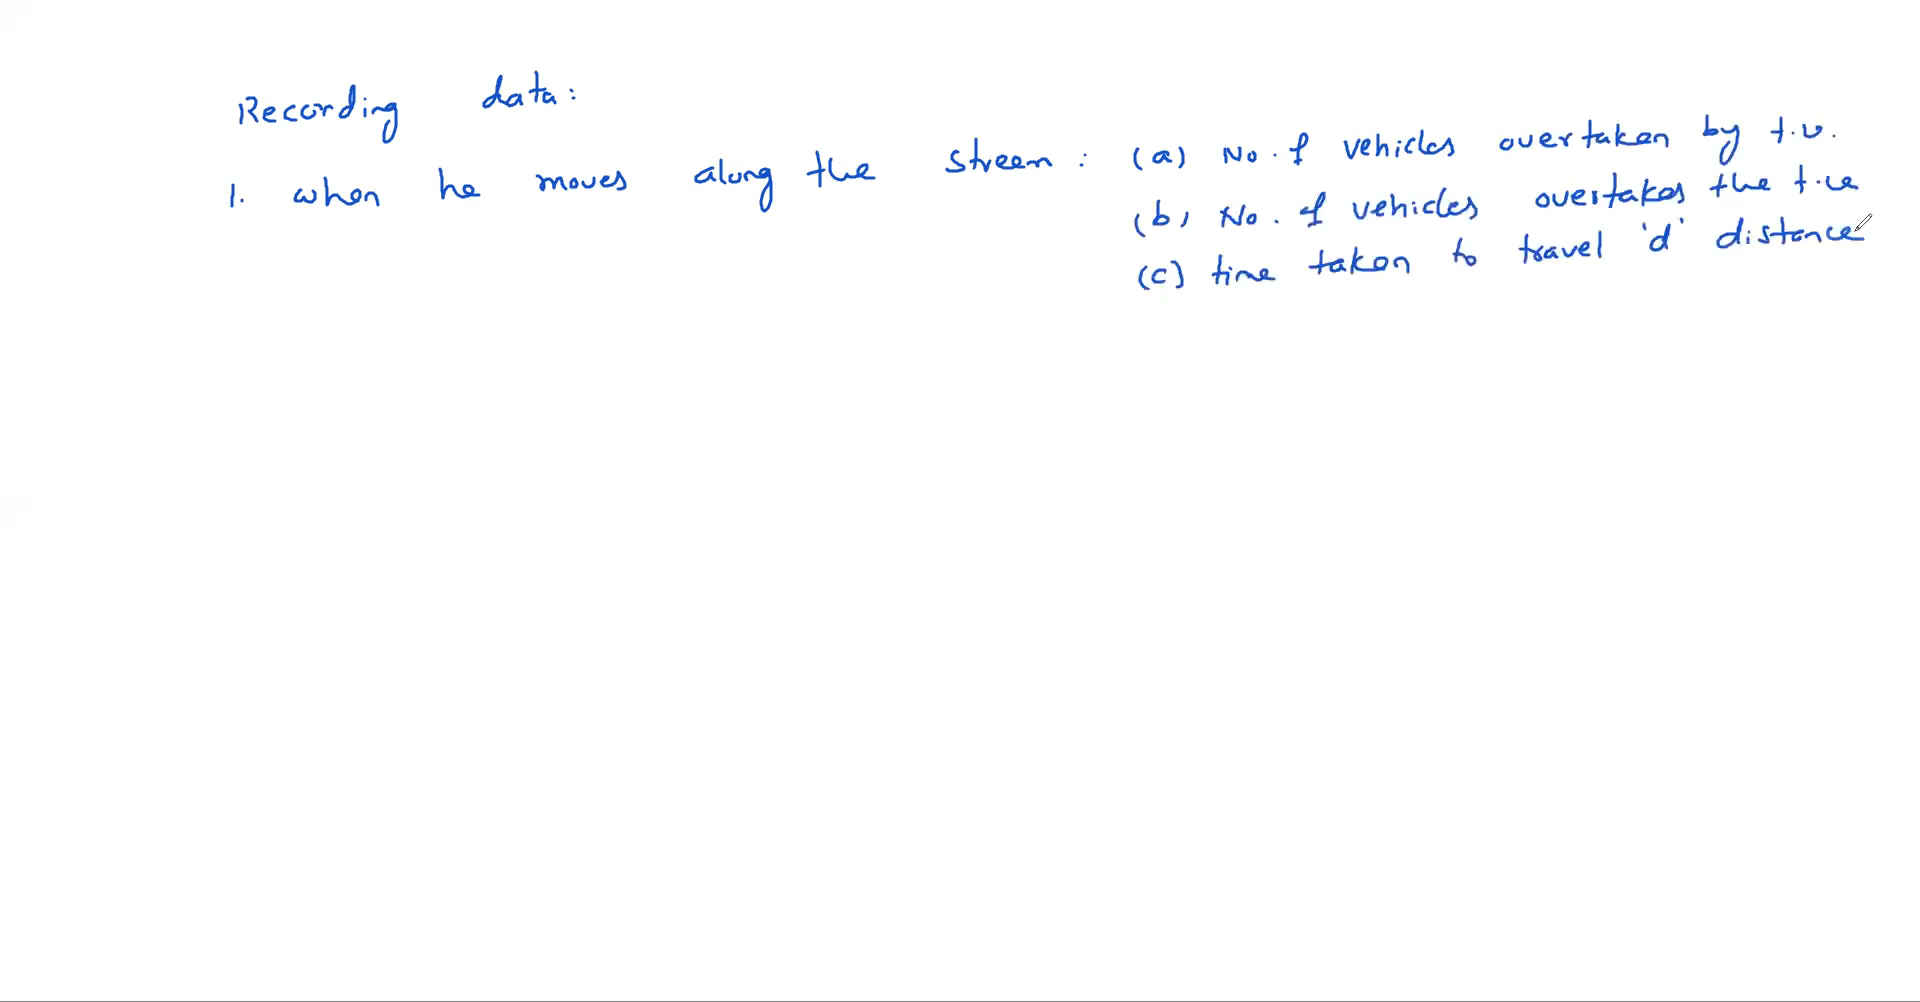 Recording data:
1. when he moves along the streem : (a) No. of vehicles overtaken by t.v.
(b) No. of vehicles overtakes the t.v
(c) time taken to travel 'd' distance